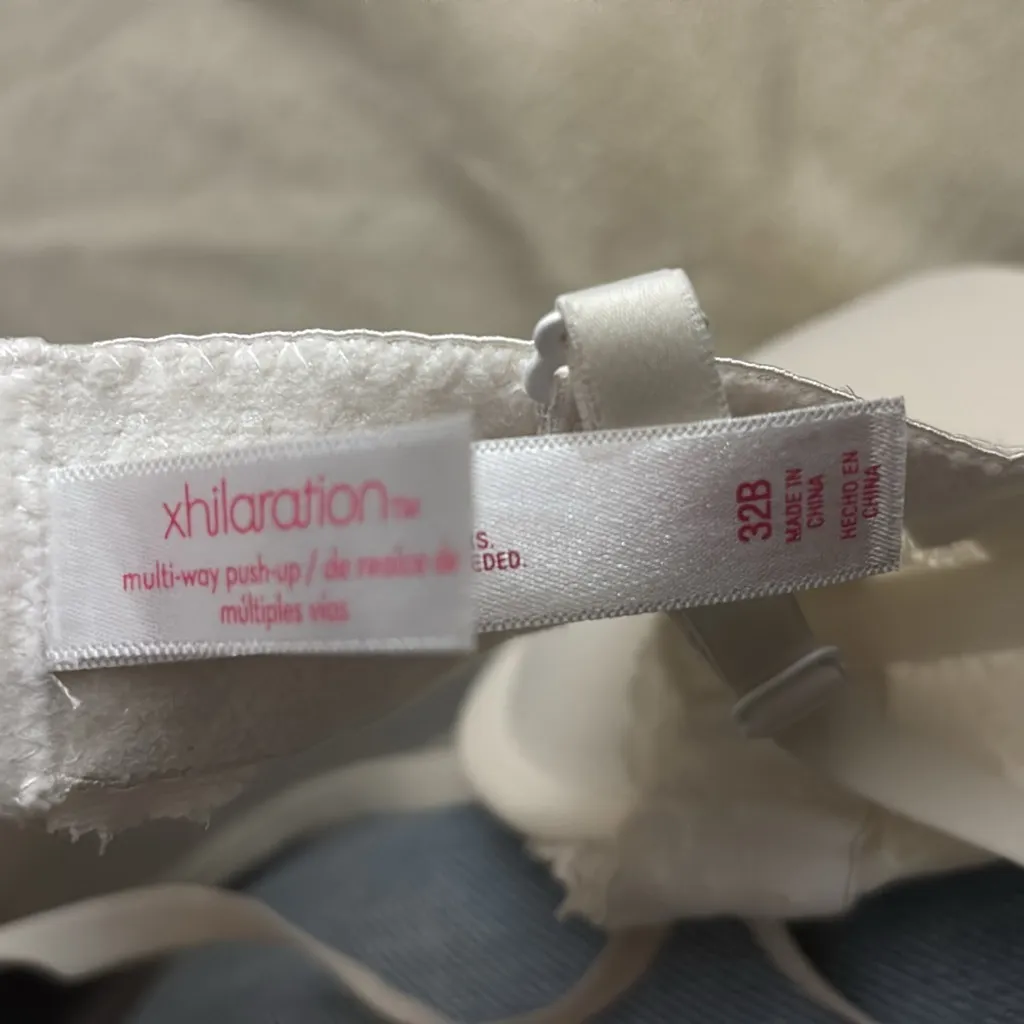 xhilaration™
multi-way push-up / de realce de
múltiples vías
S.
EDED.
32B
MADE IN
CHINA
HECHO EN
CHINA